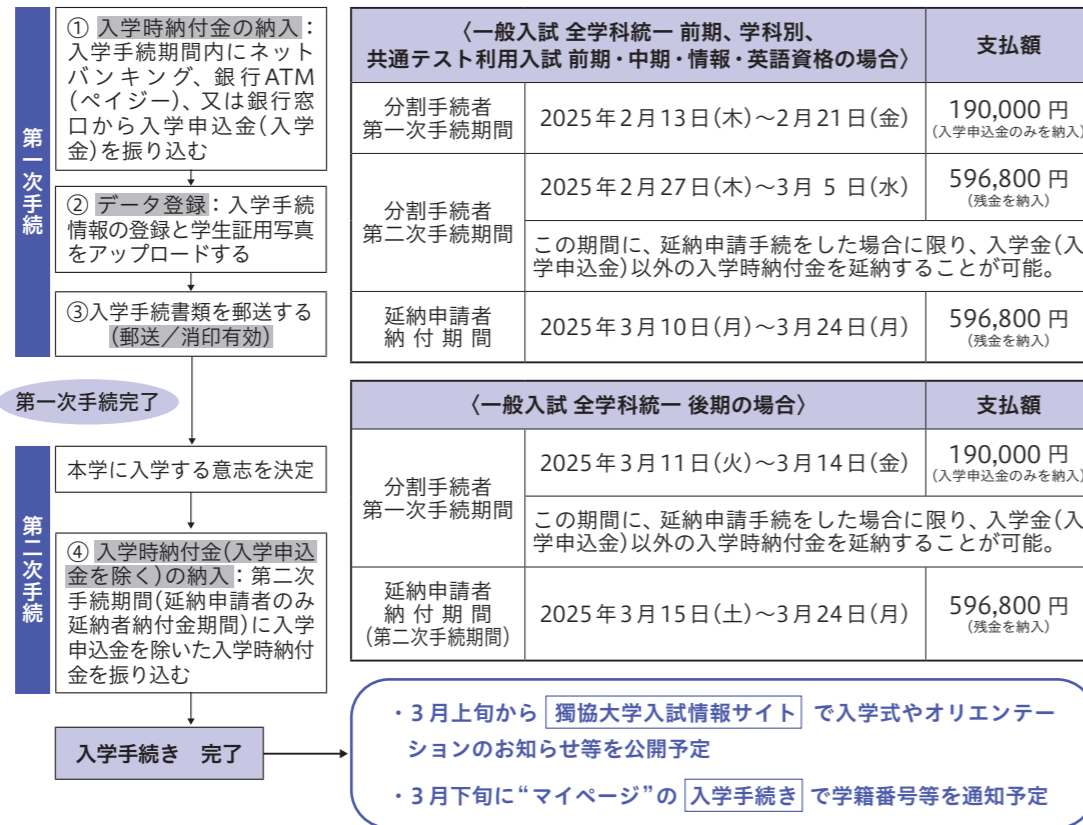 第一次手続
① 入学時納付金の納入：
入学手続期間内にネット
バンキング、銀行ATM
(ペイジー)、又は銀行窓
口から入学申込金(入学
金)を振り込む
② データ登録：入学手続
情報の登録と学生証用写真
をアップロードする
③入学手続書類を郵送する
(郵送／消印有効)
第一次手続完了
第二次手続
本学に入学する意志を決定
④ 入学時納付金(入学申込
金を除く)の納入：第二次
手続期間(延納申請者のみ
延納者納付金期間)に入学
申込金を除いた入学時納付
金を振り込む
入学手続き　完了
〈一般入試 全学科統一 前期、学科別、
共通テスト利用入試 前期・中期・情報・英語資格の場合〉
支払額
分割手続者
第一次手続期間
2025年2月13日(木)〜2月21日(金)
190,000 円
(入学申込金のみを納入)
分割手続者
第二次手続期間
2025年2月27日(木)〜3月 5 日(水)
596,800 円
(残金を納入)
この期間に、延納申請手続をした場合に限り、入学金(入
学申込金)以外の入学時納付金を延納することが可能。
延納申請者
納 付 期 間
2025年3月10日(月)〜3月24日(月)
596,800 円
(残金を納入)
〈一般入試 全学科統一 後期の場合〉
支払額
分割手続者
第一次手続期間
2025年3月11日(火)〜3月14日(金)
190,000 円
(入学申込金のみを納入)
この期間に、延納申請手続をした場合に限り、入学金(入
学申込金)以外の入学時納付金を延納することが可能。
延納申請者
納 付 期 間
(第二次手続期間)
2025年3月15日(土)〜3月24日(月)
596,800 円
(残金を納入)
・3月上旬から 獨協大学入試情報サイト で入学式やオリエンテー
ションのお知らせ等を公開予定
・3月下旬に“マイページ”の 入学手続き で学籍番号等を通知予定